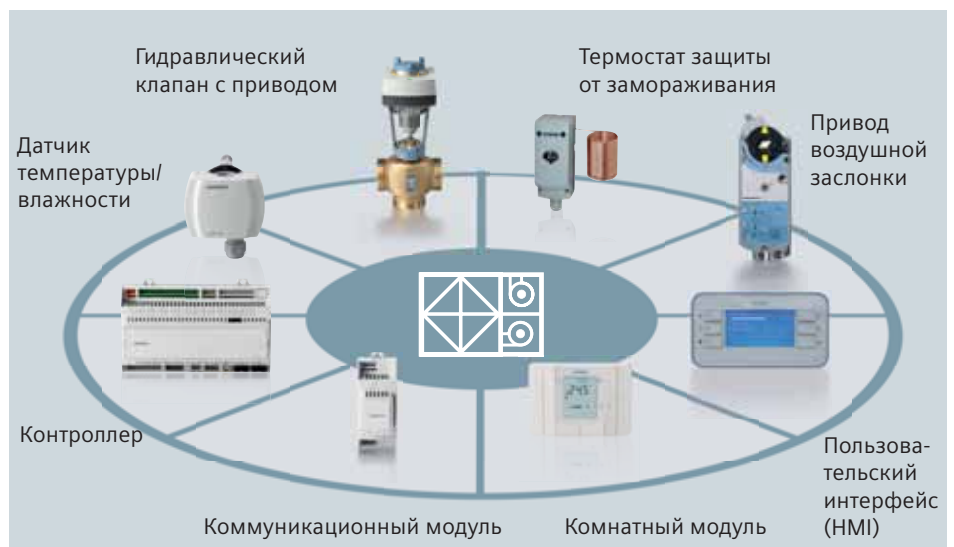 Гидравлический
клапан с приводом
Термостат защиты
от замораживания
Привод
воздушной
заслонки
Датчик
температуры/
влажности
Контроллер
Пользова-
тельский
интерфейс
(HMI)
Коммуникационный модуль
Комнатный модуль